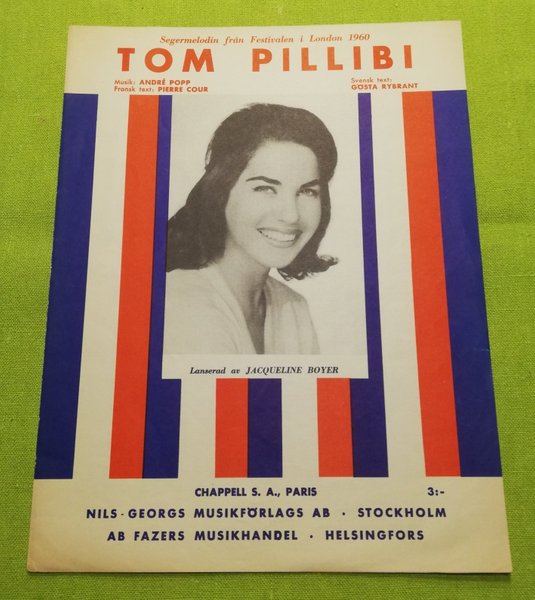 Segermelodin från Festivalen i London 1960
TOM PILLIBI
Musik: ANDRÉ POPP
Fransk text: PIERRE COUR
Svensk text:
GÖSTA RYBRANT
Lanserad av JACQUELINE BOYER
CHAPPELL S. A., PARIS 3:-
NILS-GEORGS MUSIKFÖRLAGS AB · STOCKHOLM
AB FAZERS MUSIKHANDEL · HELSINGFORS